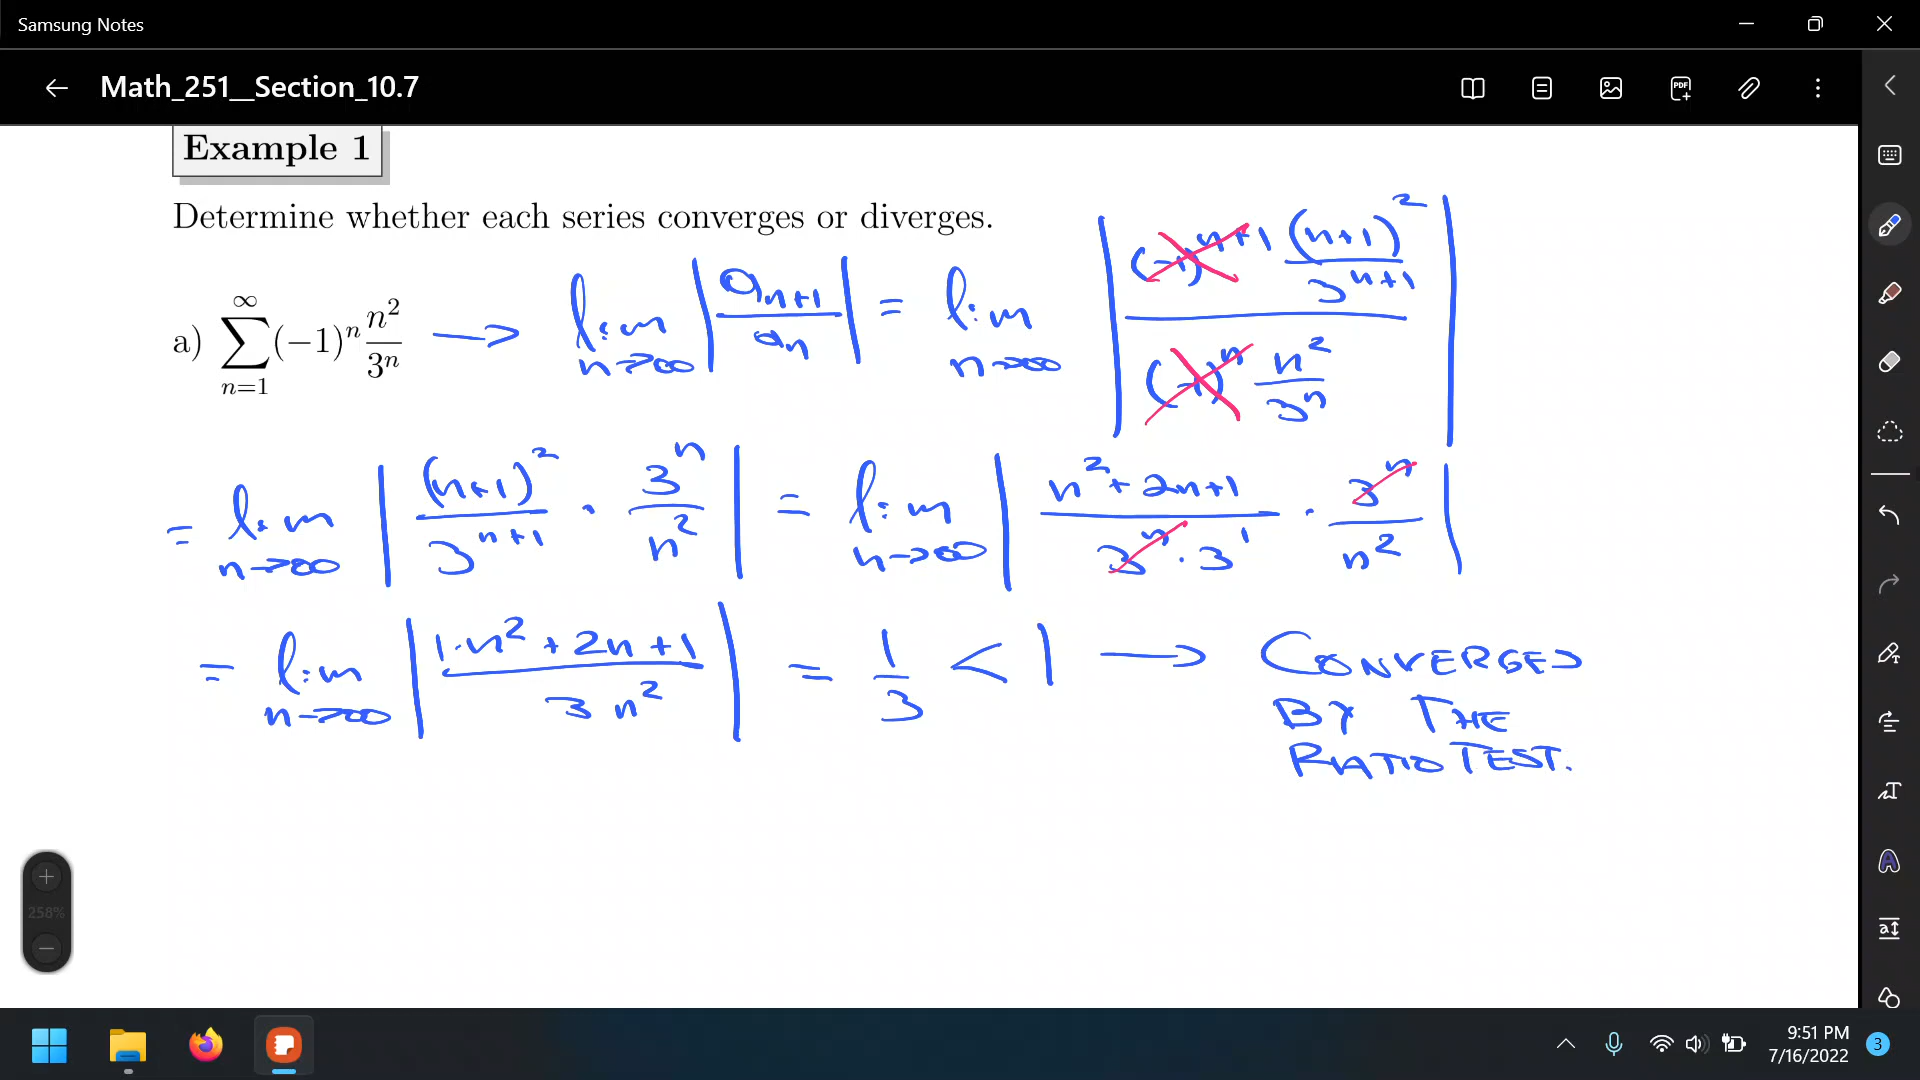 Samsung Notes
Math_251__Section_10.7
Example 1
Determine whether each series converges or diverges.
a) ∑_{n=1}^{∞} (−1)^n n^2/3^n → lim_{n→∞} |a_{n+1}/a_n| = lim_{n→∞} |((-1)^{n+1} (n+1)^2/3^{n+1}) / ((-1)^n n^2/3^n)|
= lim_{n→∞} |(n+1)^2/3^{n+1} · 3^n/n^2| = lim_{n→∞} |(n^2+2n+1)/(3^n · 3^1) · 3^n/n^2|
= lim_{n→∞} |(1·n^2+2n+1)/(3n^2)| = 1/3 < 1 → CONVERGES
BY THE
RATIO TEST.
258%
9:51 PM
7/16/2022
3